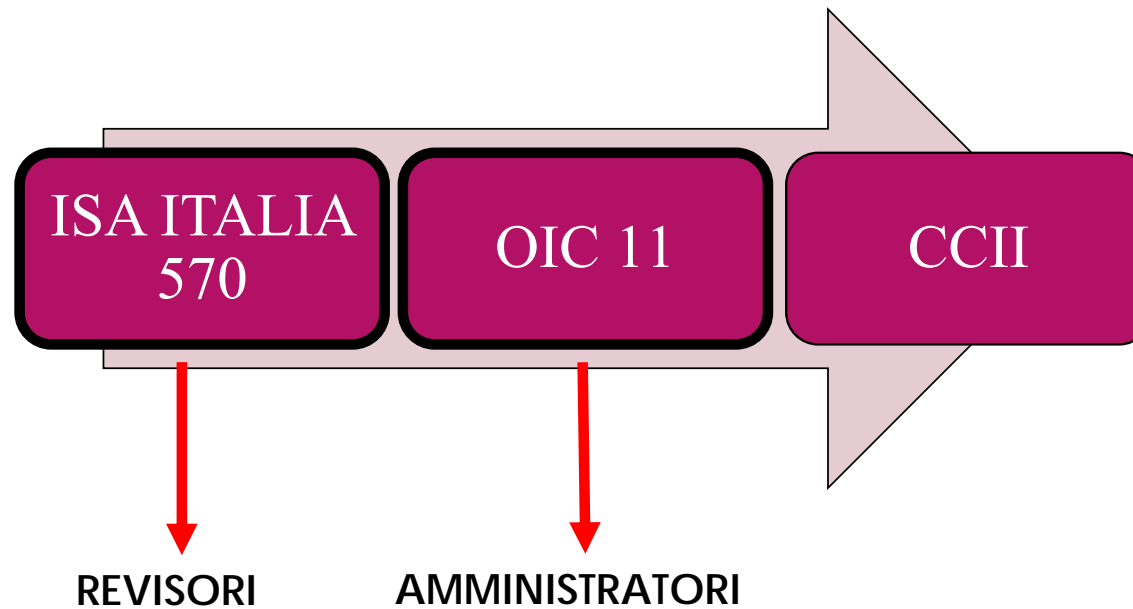 ISA ITALIA
570
OIC 11
CCII
REVISORI
AMMINISTRATORI